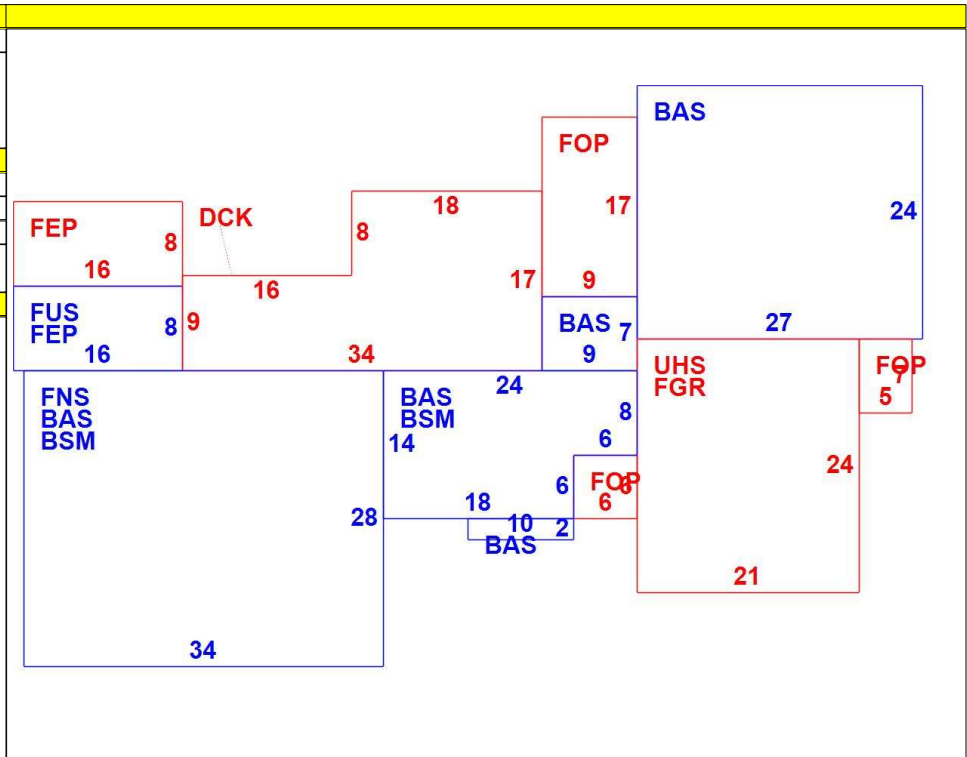 BAS
FOP
17
24
18
8
DCK
FEP
8
16
17
9
16
FUS
FEP
8
9
16
34
BAS
7
9
27
UHS
FGR
FOP
7
5
FNS
BAS
BSM
BAS
BSM
24
8
14
6
24
6
FOP
6
6
18
28
10
2
BAS
21
34